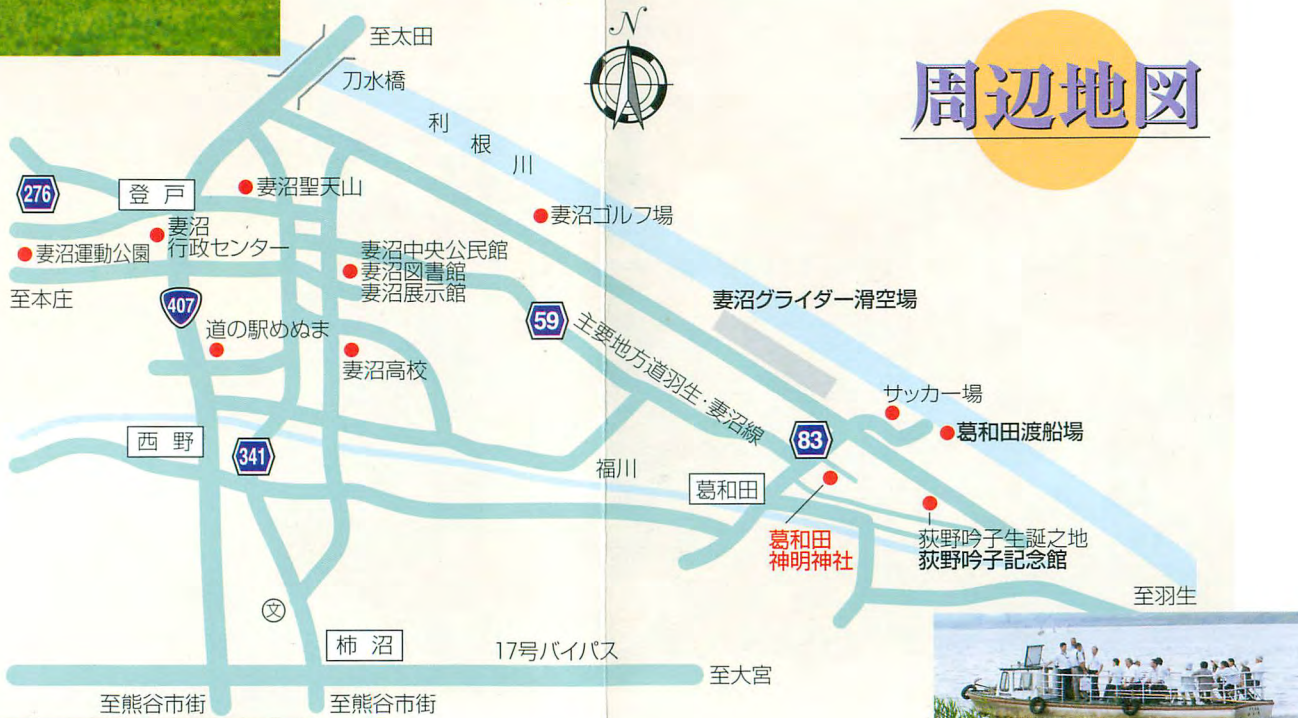 周辺地図
N
至太田
刀水橋
利根川
276
登戸
妻沼聖天山
妻沼ゴルフ場
妻沼
行政センター
妻沼運動公園
妻沼中央公民館
妻沼図書館
妻沼展示館
至本庄
407
59
妻沼グライダー滑空場
道の駅めぬま
妻沼高校
主要地方道羽生・妻沼線
サッカー場
葛和田渡船場
西野
341
83
福川
葛和田
葛和田
神明神社
荻野吟子生誕之地
荻野吟子記念館
至羽生
文
柿沼
17号バイパス
至大宮
至熊谷市街
至熊谷市街